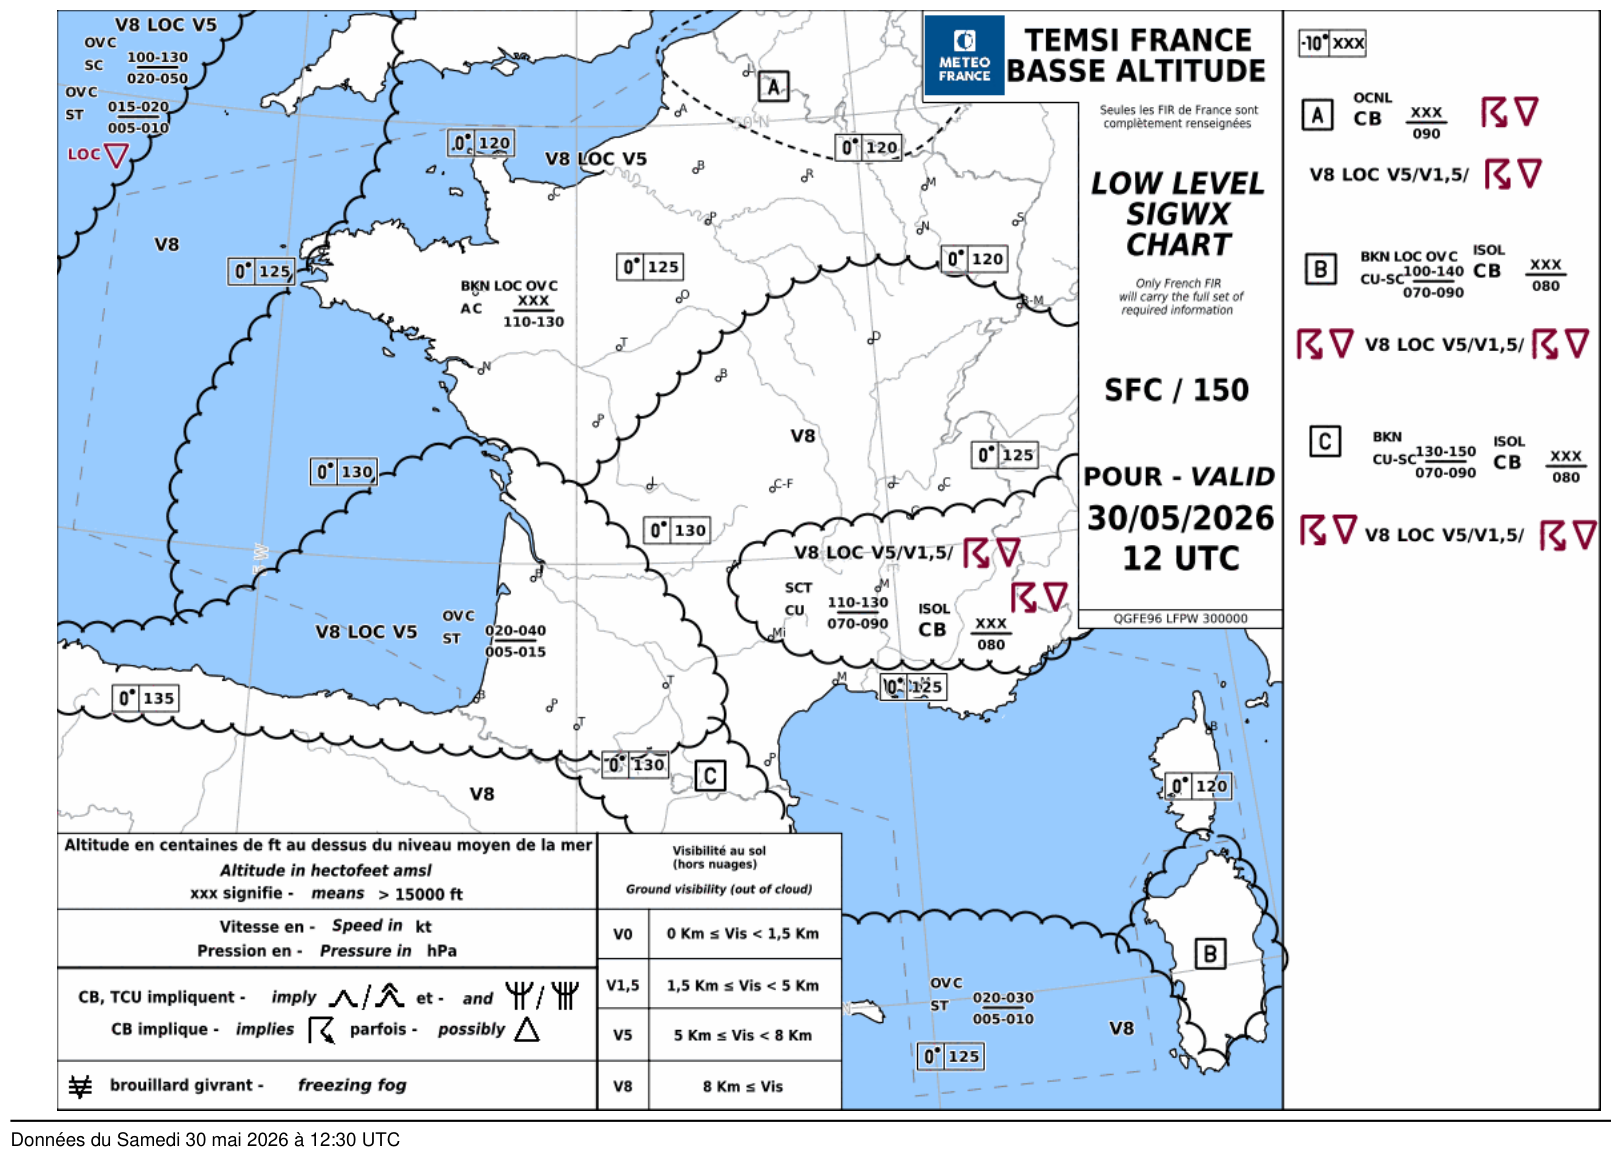 V8 LOC V5
OVC
SC
100-130
020-050
OVC
ST
015-020
005-010
LOC
V8
0° 125
0° 120
V8 LOC V5
A
50°N
0° 120
L
A
B
R
M
C
P
N
S
0° 125
0° 120
BKN LOC OVC
AC
XXX
110-130
O
B-M
T
D
N
B
P
V8
0° 130
0° 125
L
C-F
L
C
G
0° 130
V8 LOC V5/V1,5/
5°W
B
A
M
SCT
CU
110-130
070-090
ISOL
CB
XXX
080
V8 LOC V5
OVC
ST
020-040
005-015
Mi
N
0° 135
B
P
T
T
M
0° 125
M
B
0° 130
C
P
V8
0° 120
B
OVC
ST
020-030
005-010
V8
0° 125
METEO
FRANCE
TEMSI FRANCE
BASSE ALTITUDE
Seules les FIR de France sont
complètement renseignées
LOW LEVEL
SIGWX
CHART
Only French FIR
will carry the full set of
required information
SFC / 150
POUR - VALID
30/05/2026
12 UTC
QGFE96 LFPW 300000
-10° XXX
A
OCNL
CB
XXX
090
V8 LOC V5/V1,5/
B
BKN LOC OVC
CU-SC
100-140
070-090
ISOL
CB
XXX
080
V8 LOC V5/V1,5/
C
BKN
CU-SC
130-150
070-090
ISOL
CB
XXX
080
V8 LOC V5/V1,5/
Altitude en centaines de ft au dessus du niveau moyen de la mer
Altitude in hectofeet amsl
xxx signifie - means > 15000 ft
Vitesse en - Speed in kt
Pression en - Pressure in hPa
CB, TCU impliquent - imply / et - and /
CB implique - implies parfois - possibly
brouillard givrant - freezing fog
Visibilité au sol
(hors nuages)
Ground visibility (out of cloud)
V0 0 Km ≤ Vis < 1,5 Km
V1,5 1,5 Km ≤ Vis < 5 Km
V5 5 Km ≤ Vis < 8 Km
V8 8 Km ≤ Vis
Données du Samedi 30 mai 2026 à 12:30 UTC